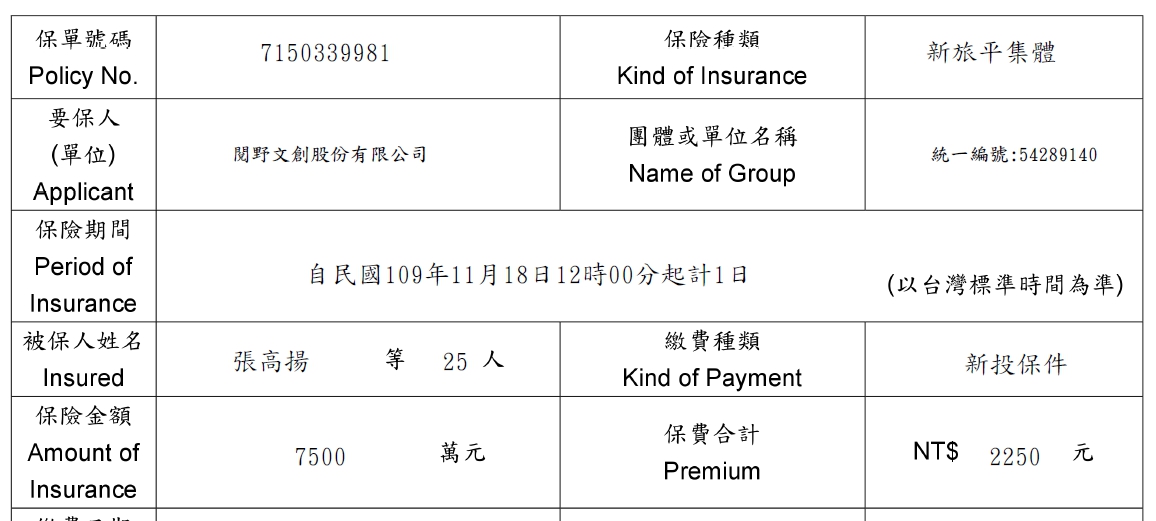 保單號碼
Policy No.
7150339981
保險種類
Kind of Insurance
新旅平集體
要保人
(單位)
Applicant
閱野文創股份有限公司
團體或單位名稱
Name of Group
統一編號:54289140
保險期間
Period of
Insurance
自民國109年11月18日12時00分起計1日
(以台灣標準時間為準)
被保人姓名
Insured
張高揚 等 25 人
繳費種類
Kind of Payment
新投保件
保險金額
Amount of
Insurance
7500 萬元
保費合計
Premium
NT$ 2250 元